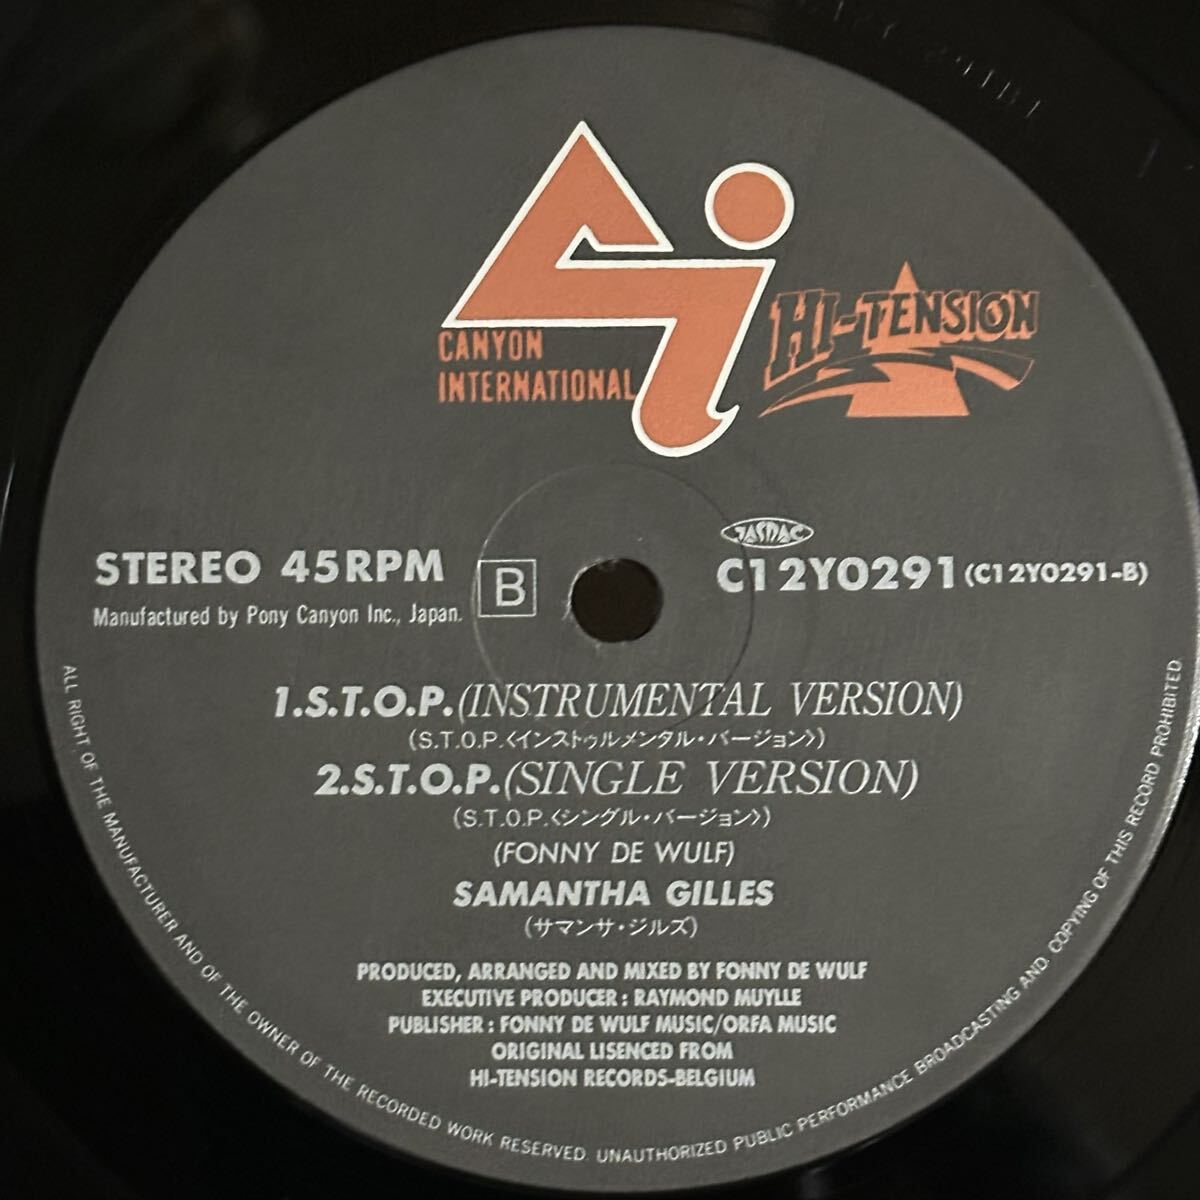 CANYON
INTERNATIONAL
HI-TENSION
STEREO 45RPM
Manufactured by Pony Canyon Inc., Japan.
B
JASRAC
C12Y0291 (C12Y0291-B)
1.S.T.O.P.(INSTRUMENTAL VERSION)
(S.T.O.P.〈インストゥルメンタル・バージョン〉)
2.S.T.O.P.(SINGLE VERSION)
(S.T.O.P.〈シングル・バージョン〉)
(FONNY DE WULF)
SAMANTHA GILLES
(サマンサ・ジルズ)
PRODUCED, ARRANGED AND MIXED BY FONNY DE WULF
EXECUTIVE PRODUCER : RAYMOND MUYLLE
PUBLISHER : FONNY DE WULF MUSIC/ORFA MUSIC
ORIGINAL LISENCED FROM
HI-TENSION RECORDS-BELGIUM
ALL RIGHT OF THE MANUFACTURER AND OF THE OWNER OF THE RECORDED WORK RESERVED. UNAUTHORIZED PUBLIC PERFORMANCE BROADCASTING AND. COPYING OF THIS RECORD PROHIBITED.